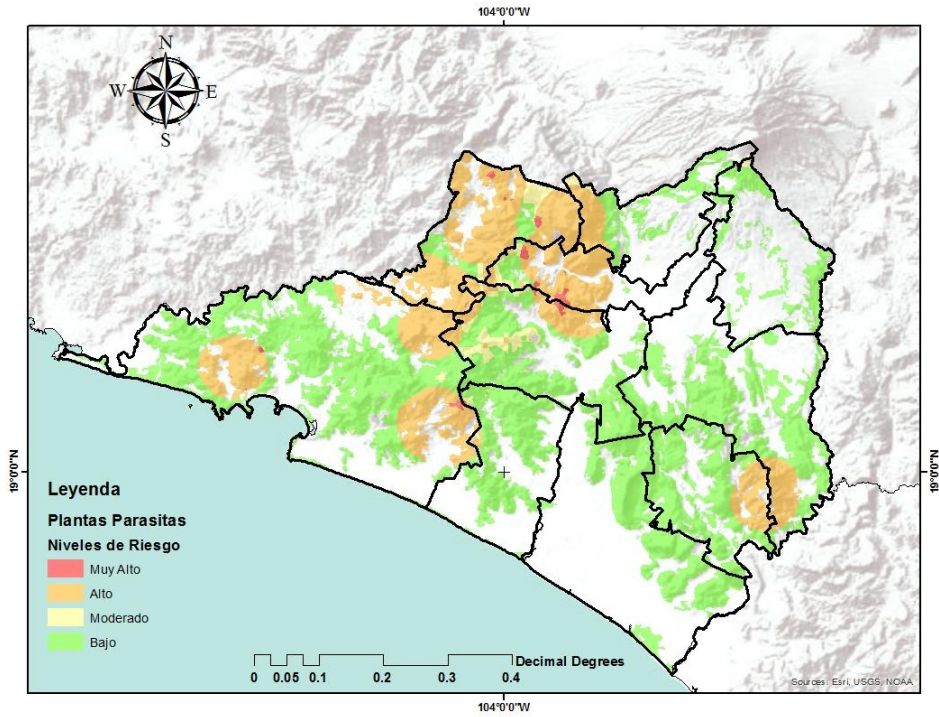 104°0'0"W
N
W E
S
19°0'0"N
19°0'0"N
Leyenda
Plantas Parasitas
Niveles de Riesgo
Muy Alto
Alto
Moderado
Bajo
Decimal Degrees
0 0.05 0.1 0.2 0.3 0.4
Sources: Esri, USGS, NOAA
104°0'0"W